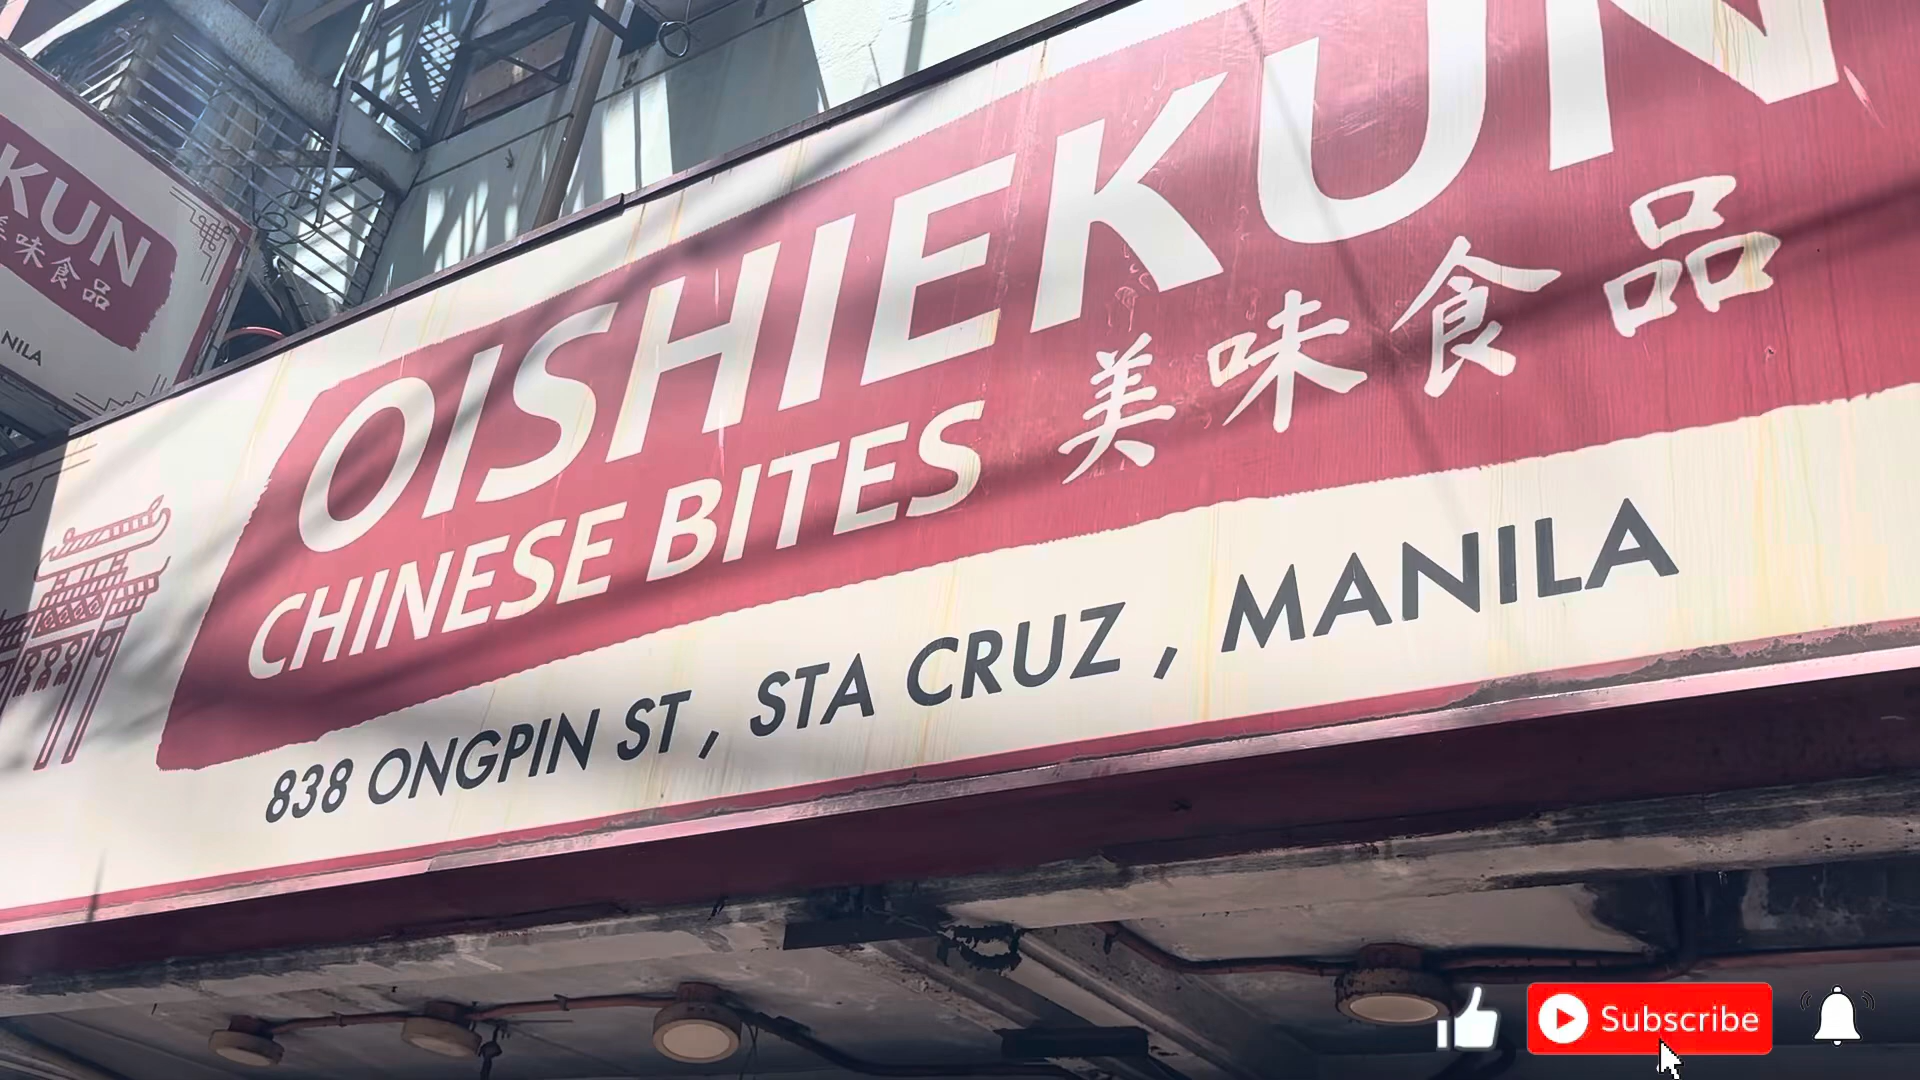 KUN
美味食品
NILA
OISHIEKUN
CHINESE BITES 美味食品
838 ONGPIN ST , STA CRUZ , MANILA
Subscribe